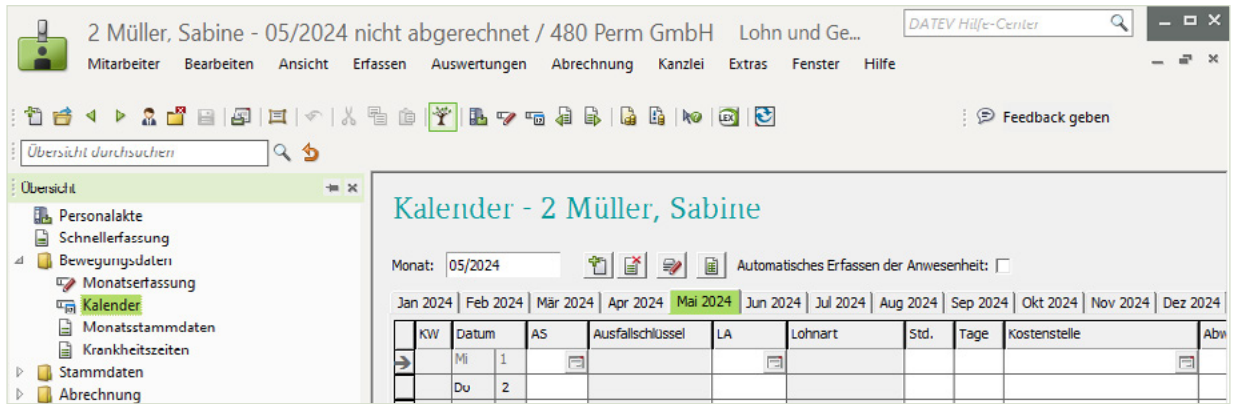 2 Müller, Sabine - 05/2024 nicht abgerechnet / 480 Perm GmbH Lohn und Ge...
DATEV Hilfe-Center
Mitarbeiter Bearbeiten Ansicht Erfassen Auswertungen Abrechnung Kanzlei Extras Fenster Hilfe
LEX
Feedback geben
Übersicht durchsuchen
Übersicht
Personalakte
Schnellerfassung
Bewegungsdaten
Monatserfassung
Kalender
Monatsstammdaten
Krankheitszeiten
Stammdaten
Abrechnung
Kalender - 2 Müller, Sabine
Monat: 05/2024 Automatisches Erfassen der Anwesenheit:
Jan 2024 Feb 2024 Mär 2024 Apr 2024 Mai 2024 Jun 2024 Jul 2024 Aug 2024 Sep 2024 Okt 2024 Nov 2024 Dez 2024
KW Datum AS Ausfallschlüssel LA Lohnart Std. Tage Kostenstelle Abw
Mi 1
Do 2